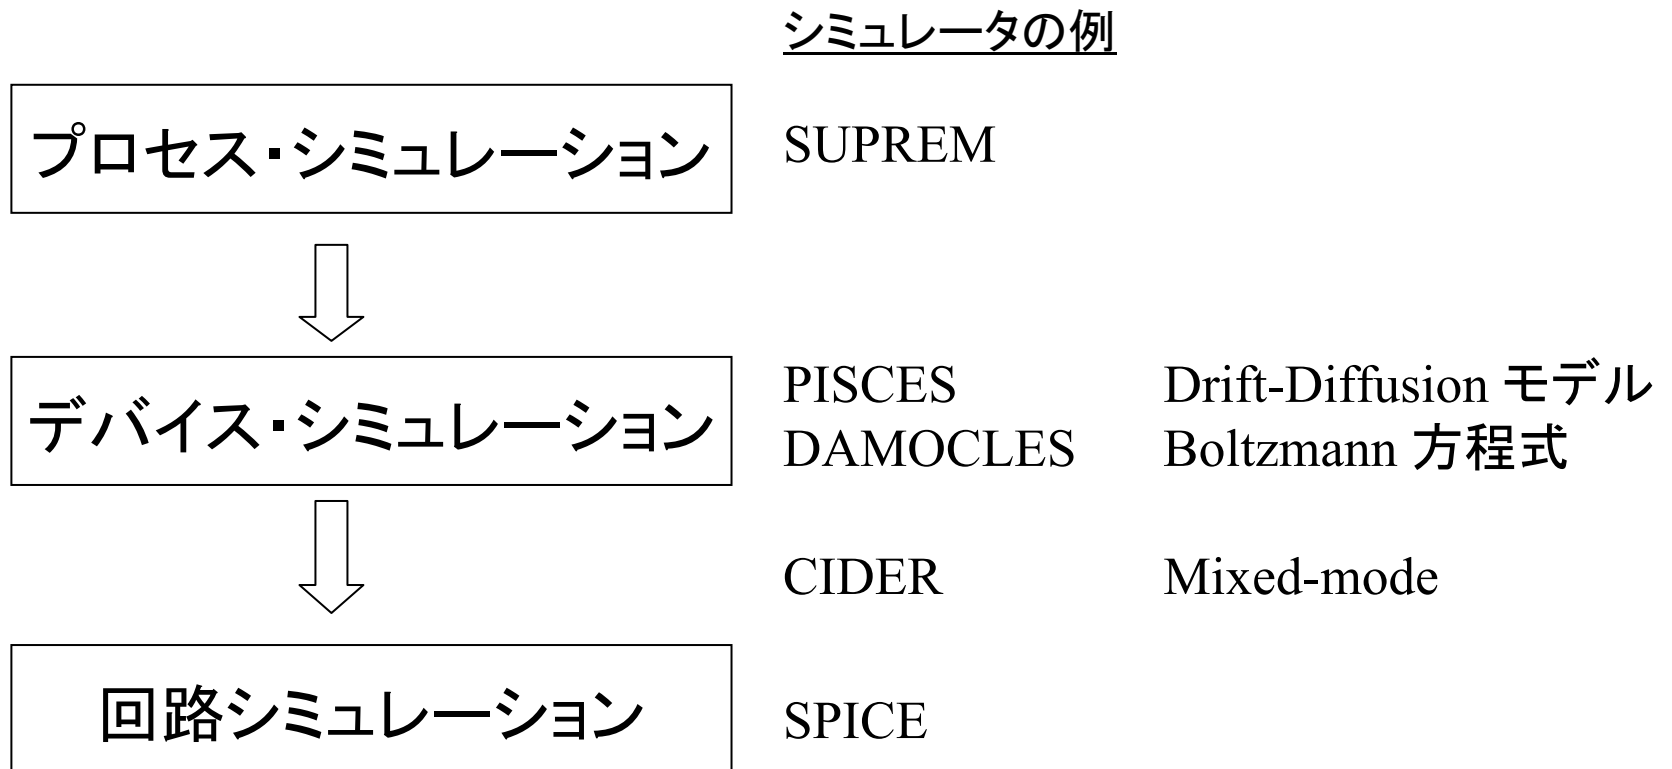 シミュレータの例
プロセス・シミュレーション
SUPREM
デバイス・シミュレーション
PISCES Drift-Diffusion モデル
DAMOCLES Boltzmann 方程式
CIDER Mixed-mode
回路シミュレーション
SPICE